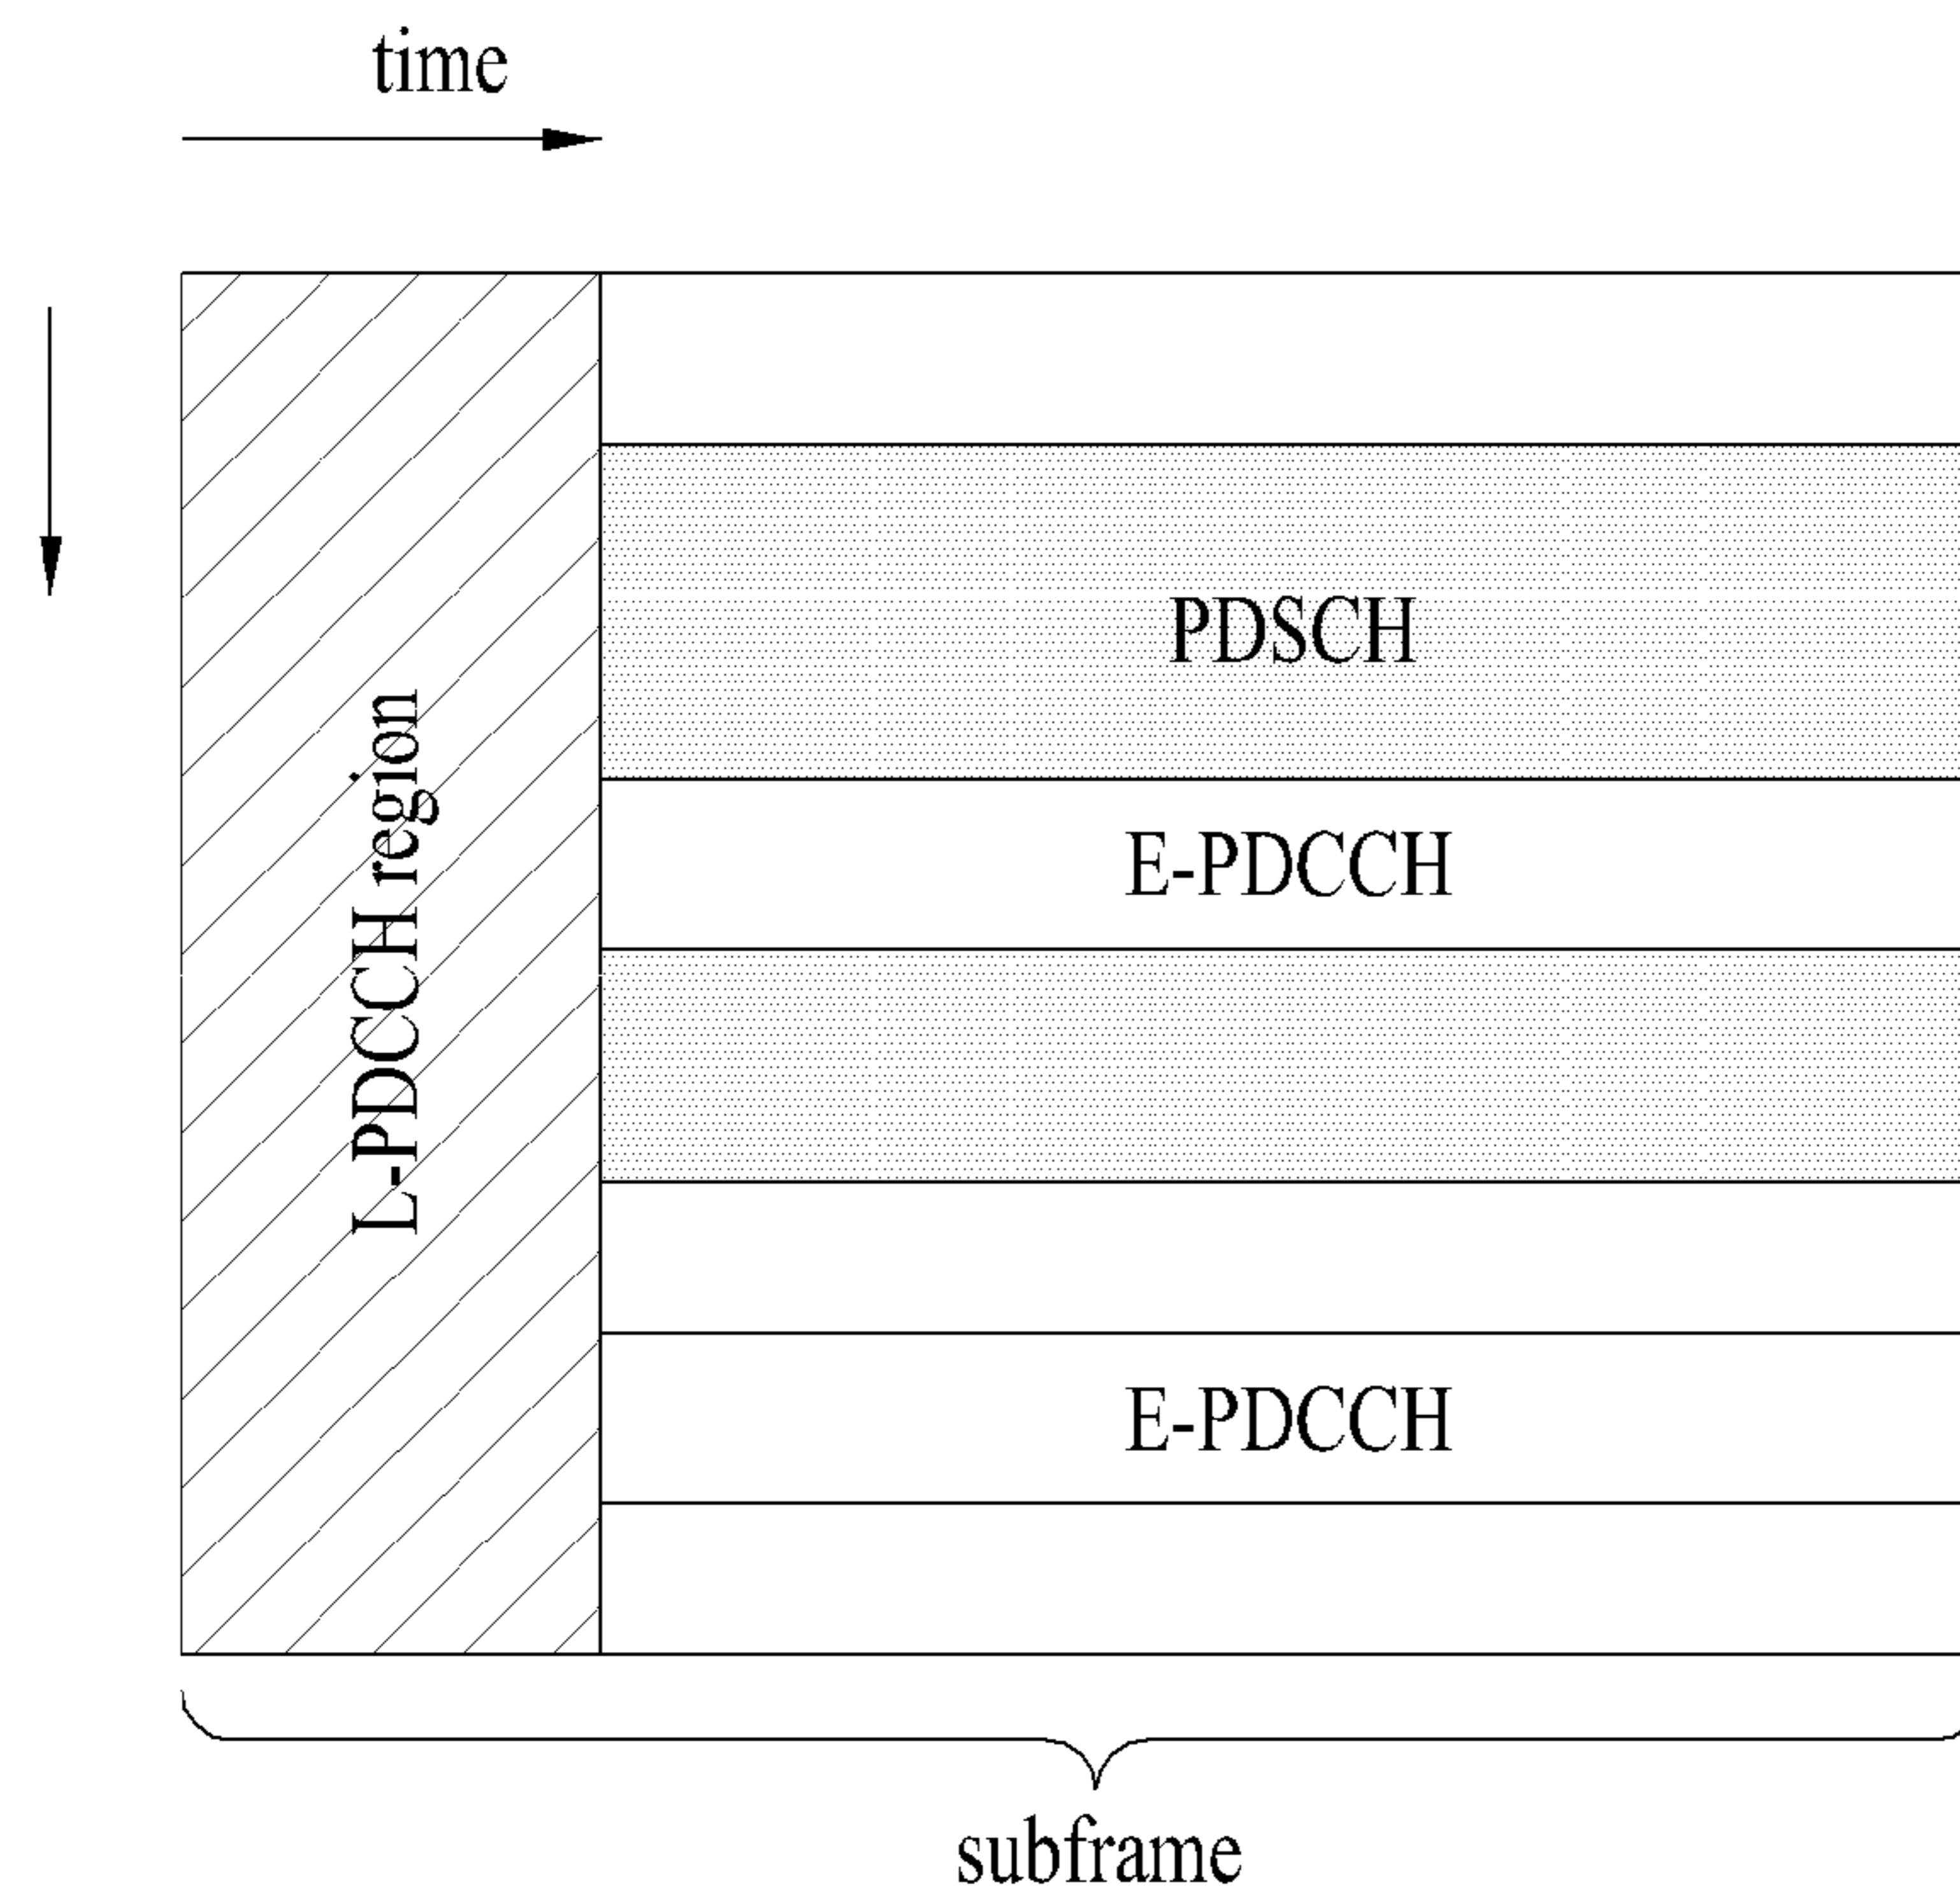 time
PDSCH
E-PDCCH
L-PDCCH region
E-PDCCH
subframe